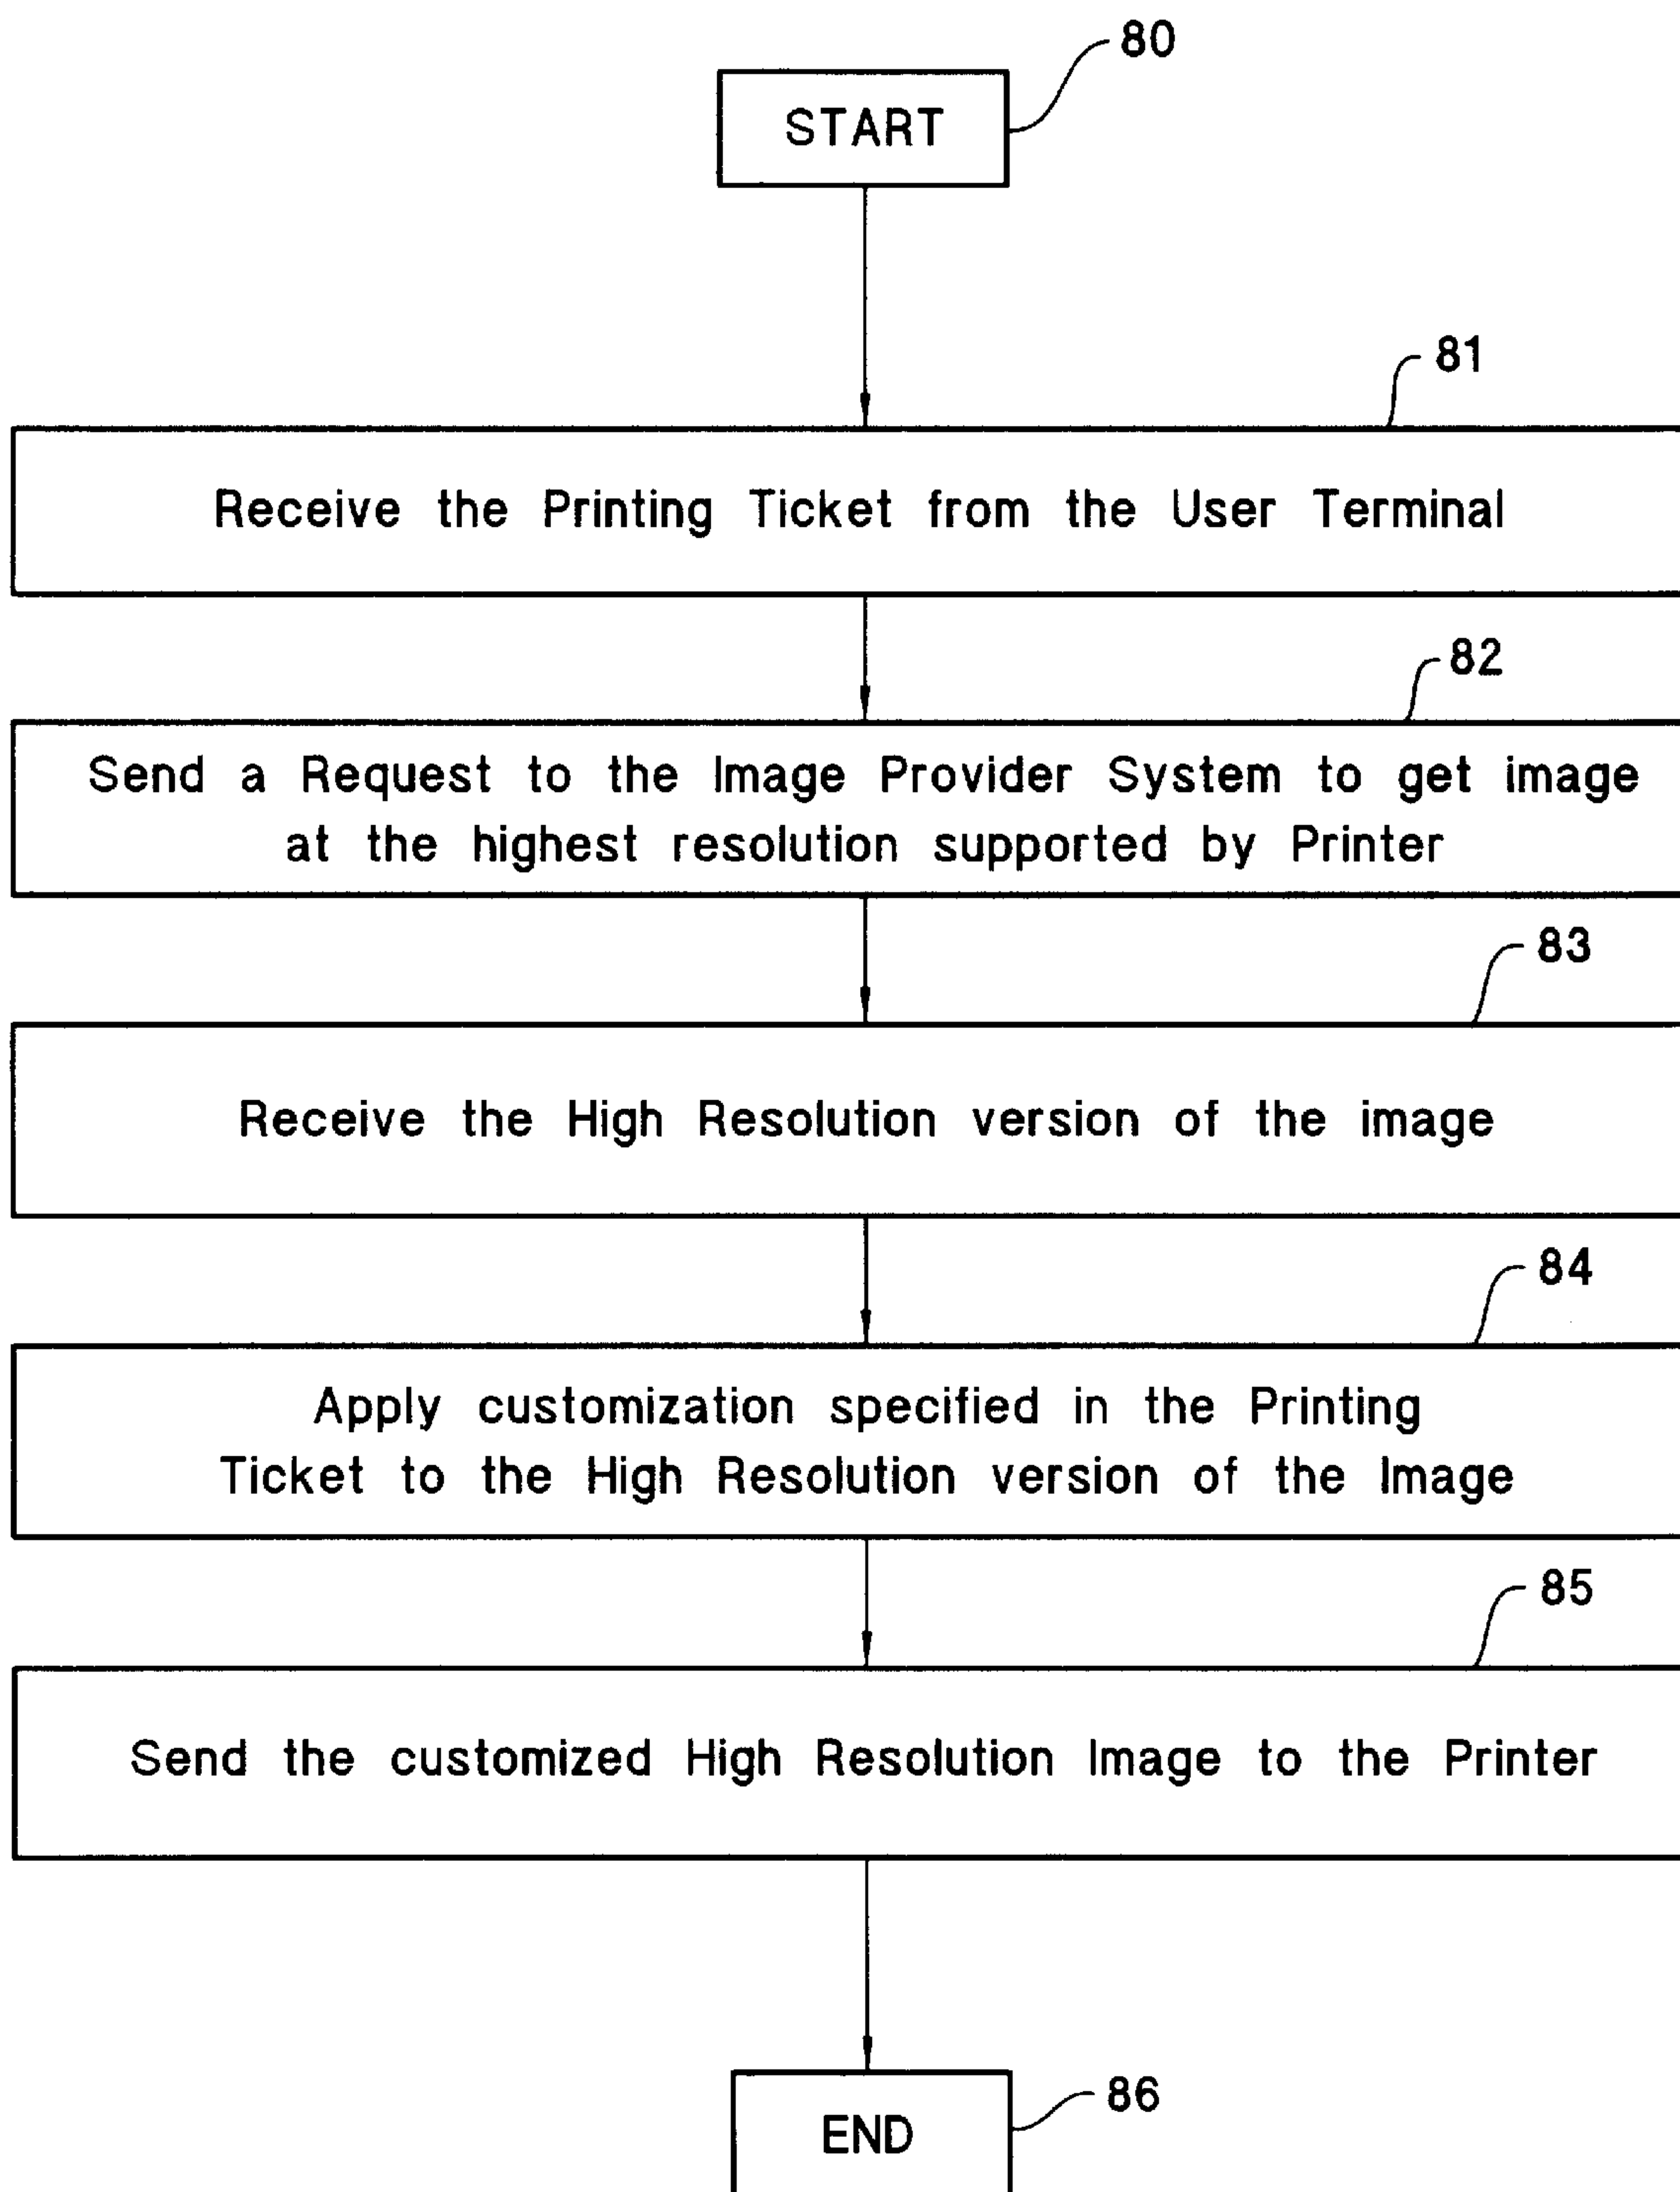 80
START
81
Receive the Printing Ticket from the User Terminal
82
Send a Request to the Image Provider System to get image
at the highest resolution supported by Printer
83
Receive the High Resolution version of the image
84
Apply customization specified in the Printing
Ticket to the High Resolution version of the Image
85
Send the customized High Resolution Image to the Printer
86
END